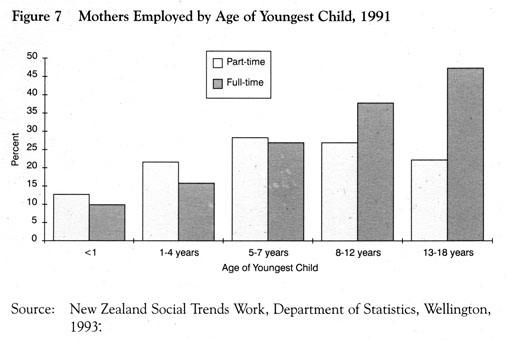 Figure 7 Mothers Employed by Age of Youngest Child, 1991
Part-time
Full-time
50
45
40
35
30
25
20
15
10
5
0
Percent
<1 1-4 years 5-7 years 8-12 years 13-18 years
Age of Youngest Child
Source: New Zealand Social Trends Work, Department of Statistics, Wellington,
1993.